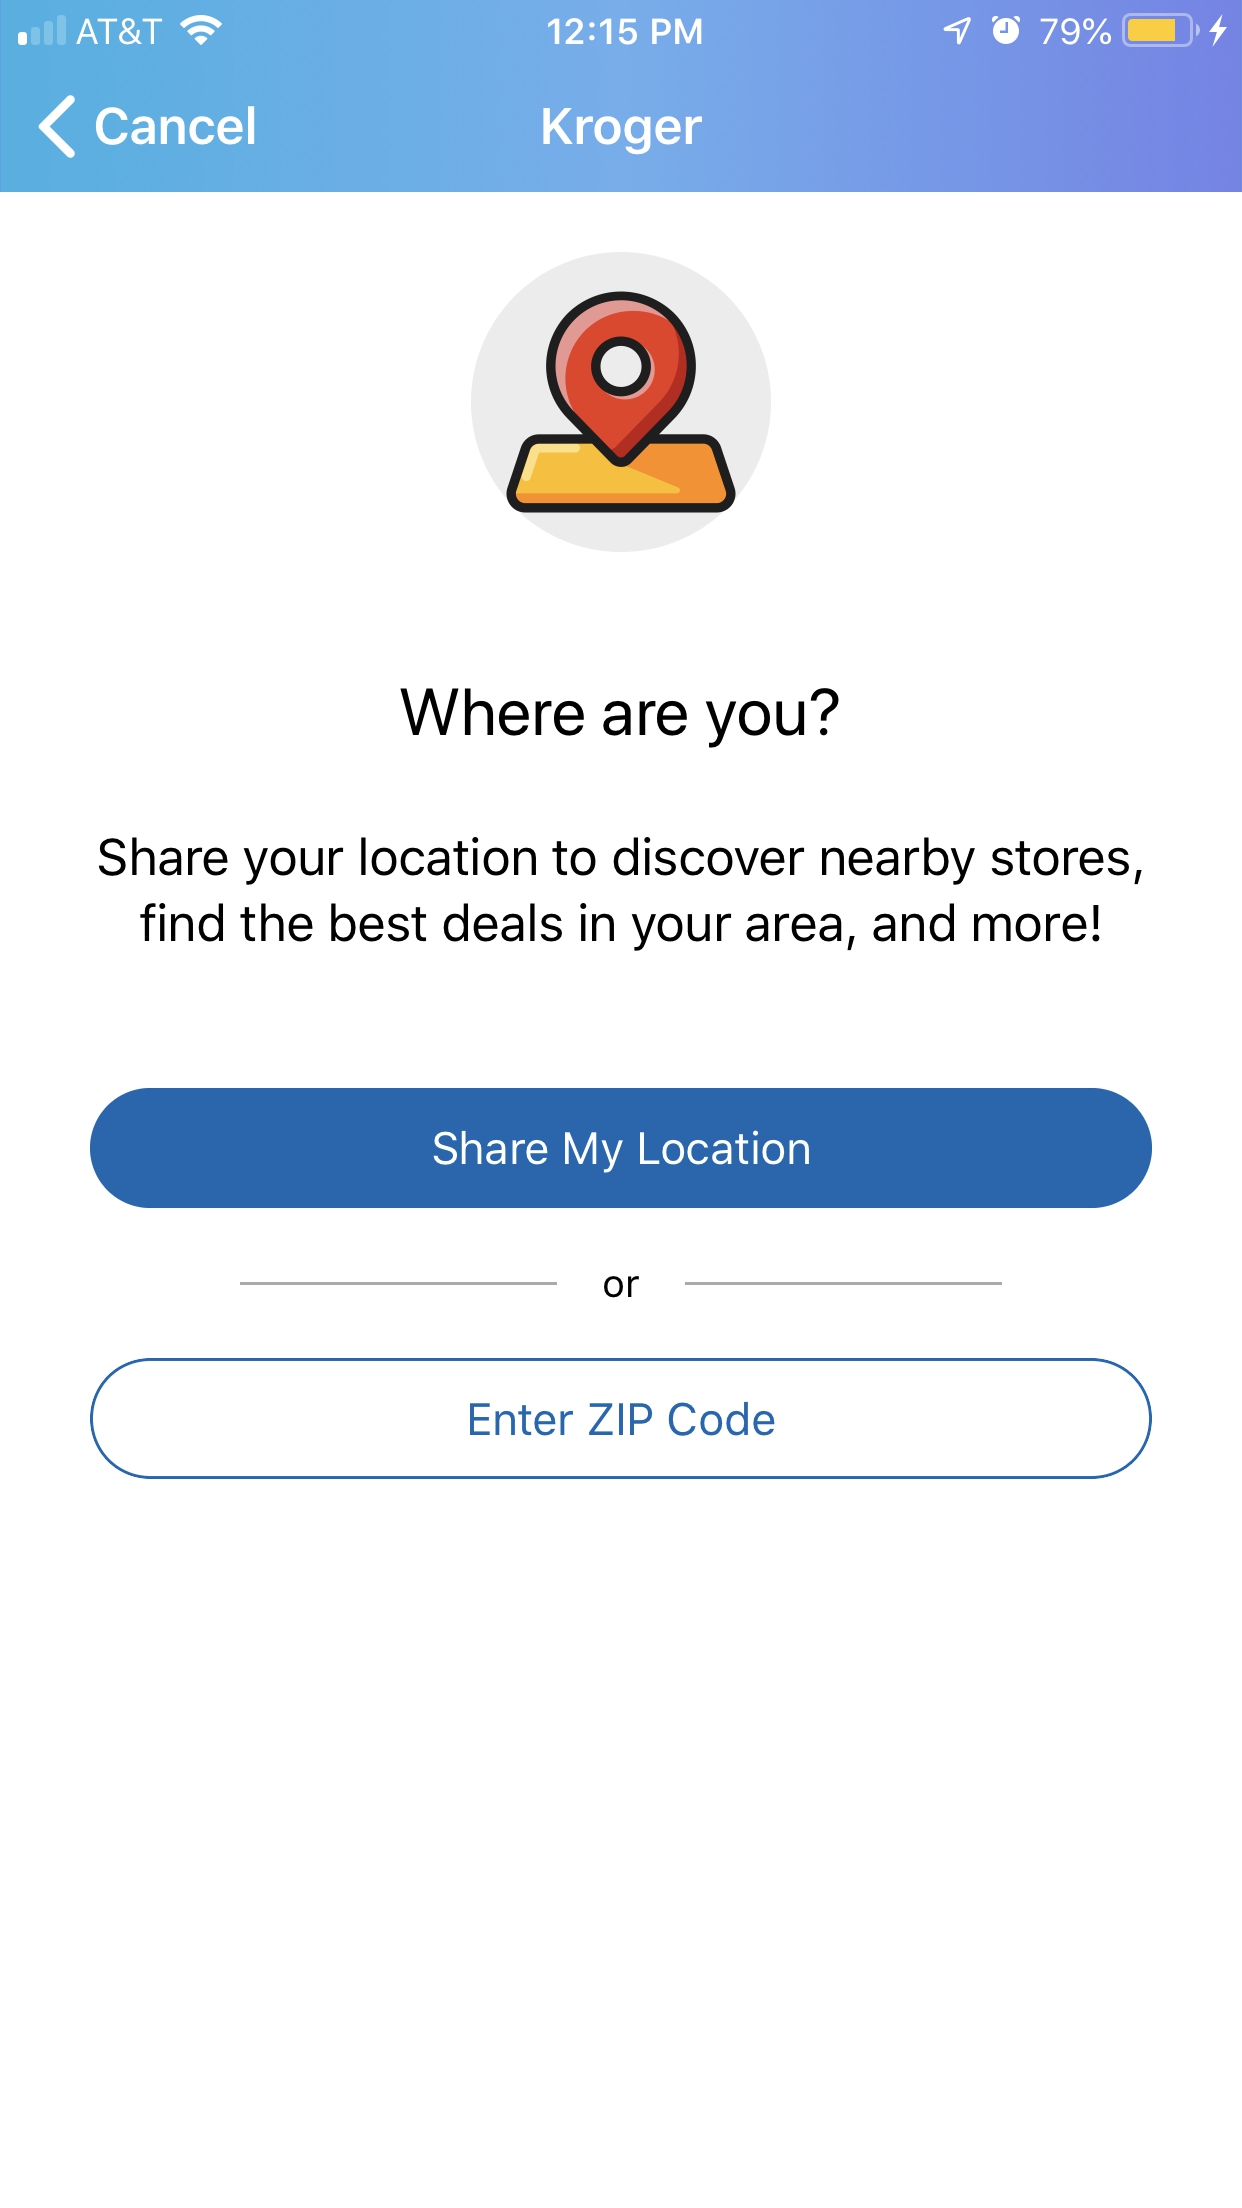 AT&T 12:15 PM 79%
Cancel Kroger
Where are you?
Share your location to discover nearby stores,
find the best deals in your area, and more!
Share My Location
or
Enter ZIP Code